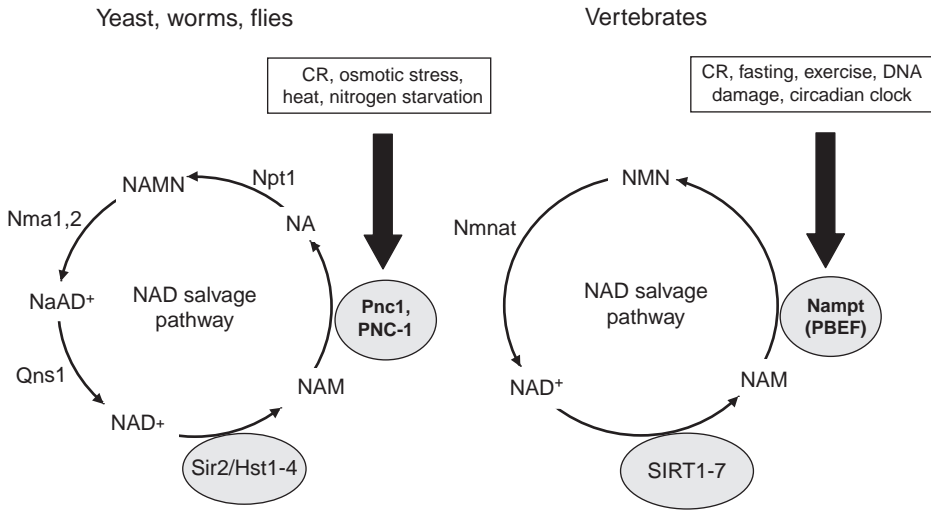 Yeast, worms, flies
CR, osmotic stress,
heat, nitrogen starvation
NAMN
Npt1
NA
Nma1,2
NaAD+
NAD salvage
pathway
Pnc1,
PNC-1
Qns1
NAM
NAD+
Sir2/Hst1-4
Vertebrates
CR, fasting, exercise, DNA
damage, circadian clock
NMN
Nmnat
NAD salvage
pathway
Nampt
(PBEF)
NAD+
NAM
SIRT1-7